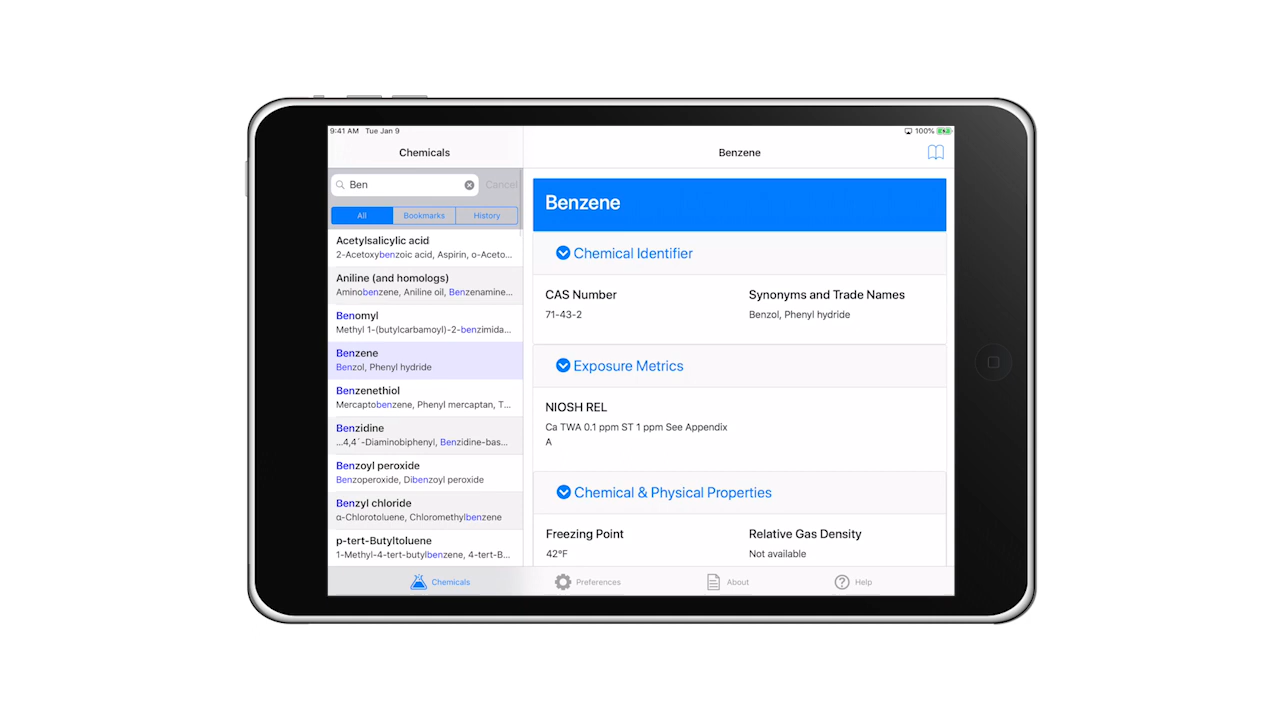 9:41 AM Tue Jan 9
100%
Chemicals
Benzene
Ben
Cancel
All
Bookmarks
History
Acetylsalicylic acid
2-Acetoxybenzoic acid, Aspirin, o-Aceto...
Aniline (and homologs)
Aminobenzene, Aniline oil, Benzenamine...
Benomyl
Methyl 1-(butylcarbamoyl)-2-benzimida...
Benzene
Benzol, Phenyl hydride
Benzenethiol
Mercaptobenzene, Phenyl mercaptan, T...
Benzidine
...4,4´-Diaminobiphenyl, Benzidine-bas...
Benzoyl peroxide
Benzoperoxide, Dibenzoyl peroxide
Benzyl chloride
α-Chlorotoluene, Chloromethylbenzene
p-tert-Butyltoluene
1-Methyl-4-tert-butylbenzene, 4-tert-B...
Benzene
Chemical Identifier
CAS Number
71-43-2
Synonyms and Trade Names
Benzol, Phenyl hydride
Exposure Metrics
NIOSH REL
Ca TWA 0.1 ppm ST 1 ppm See Appendix
A
Chemical & Physical Properties
Freezing Point
42°F
Relative Gas Density
Not available
Chemicals
Preferences
About
Help